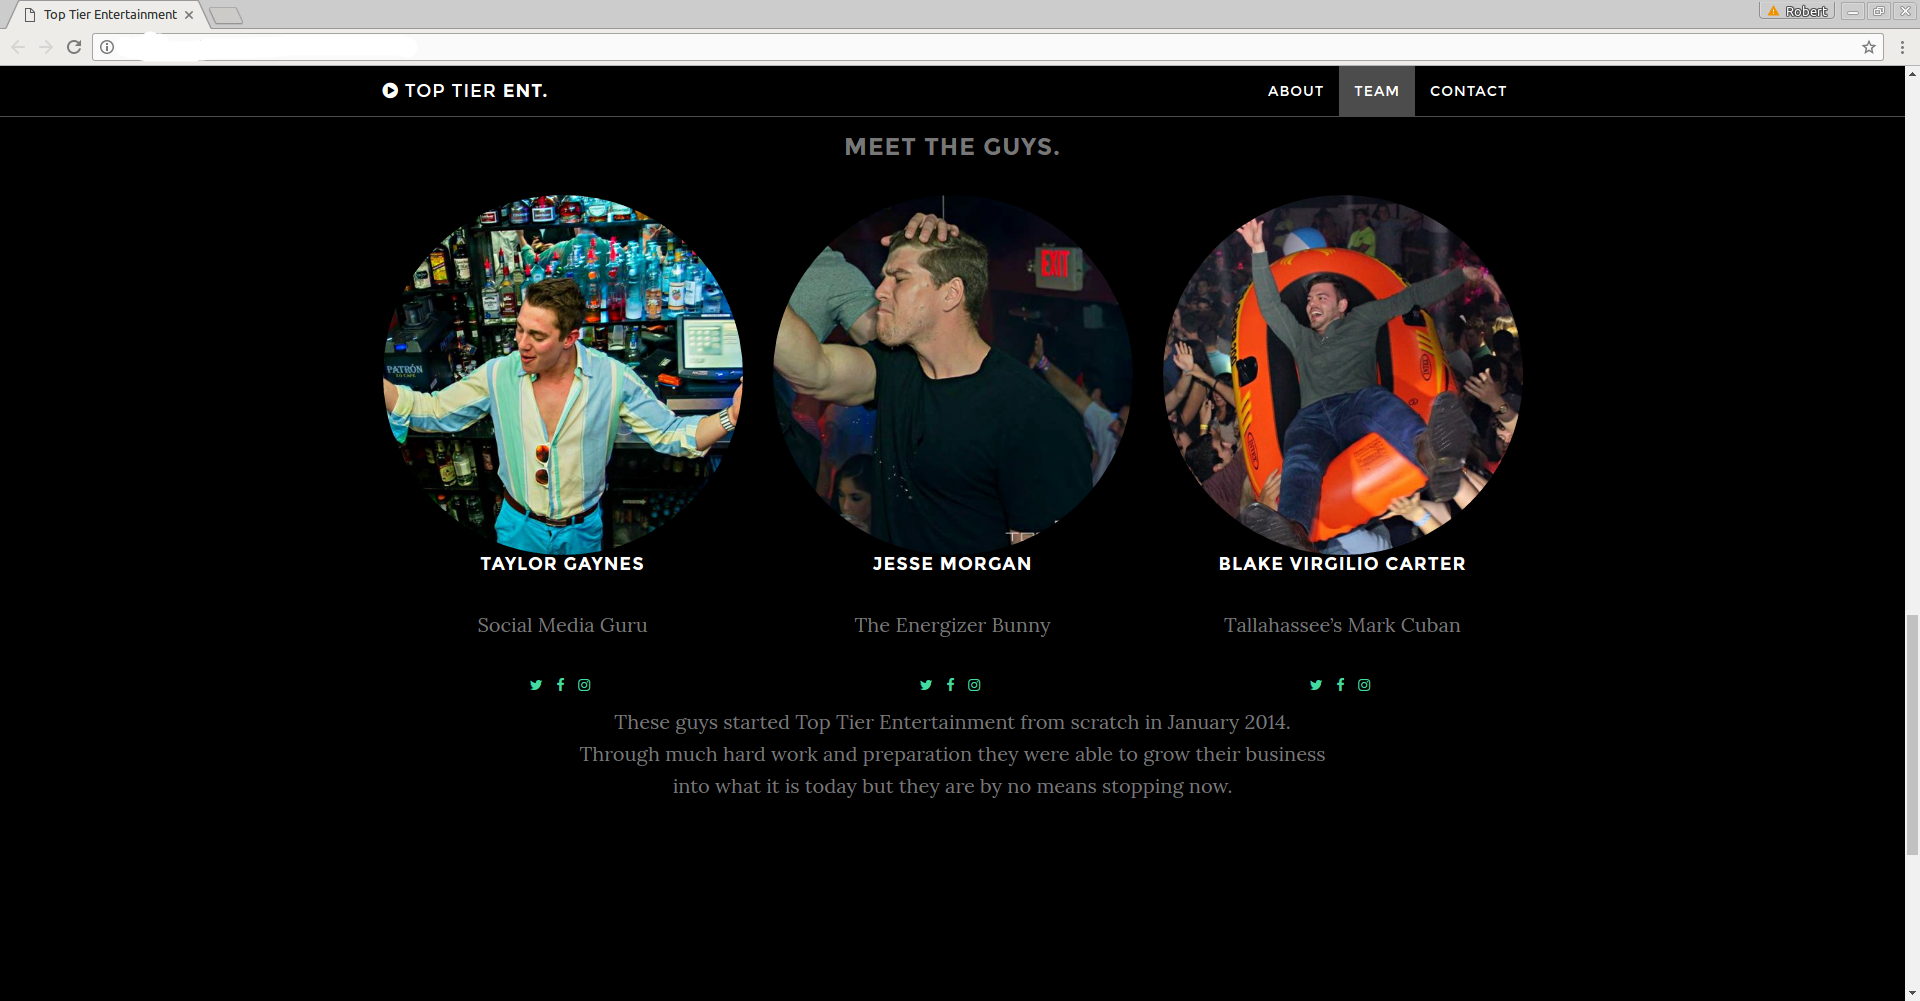 Top Tier Entertainment
Robert
TOP TIER ENT.
ABOUT
TEAM
CONTACT
MEET THE GUYS.
EXIT
PATRÓN
TAYLOR GAYNES
JESSE MORGAN
BLAKE VIRGILIO CARTER
Social Media Guru
The Energizer Bunny
Tallahassee's Mark Cuban
These guys started Top Tier Entertainment from scratch in January 2014.
Through much hard work and preparation they were able to grow their business
into what it is today but they are by no means stopping now.